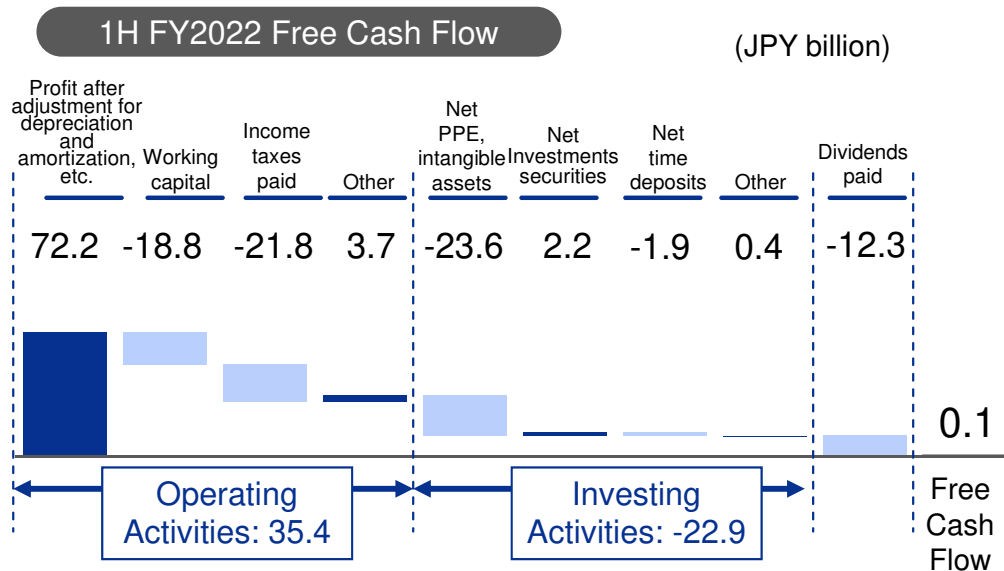 1H FY2022 Free Cash Flow
(JPY billion)
Profit after
adjustment for
depreciation
and
amortization,
etc.
Working
capital
Income
taxes
paid
Other
Net
PPE,
intangible
assets
Net
Investments
securities
Net
time
deposits
Other
Dividends
paid
72.2
-18.8
-21.8
3.7
-23.6
2.2
-1.9
0.4
-12.3
0.1
Operating
Activities: 35.4
Investing
Activities: -22.9
Free
Cash
Flow